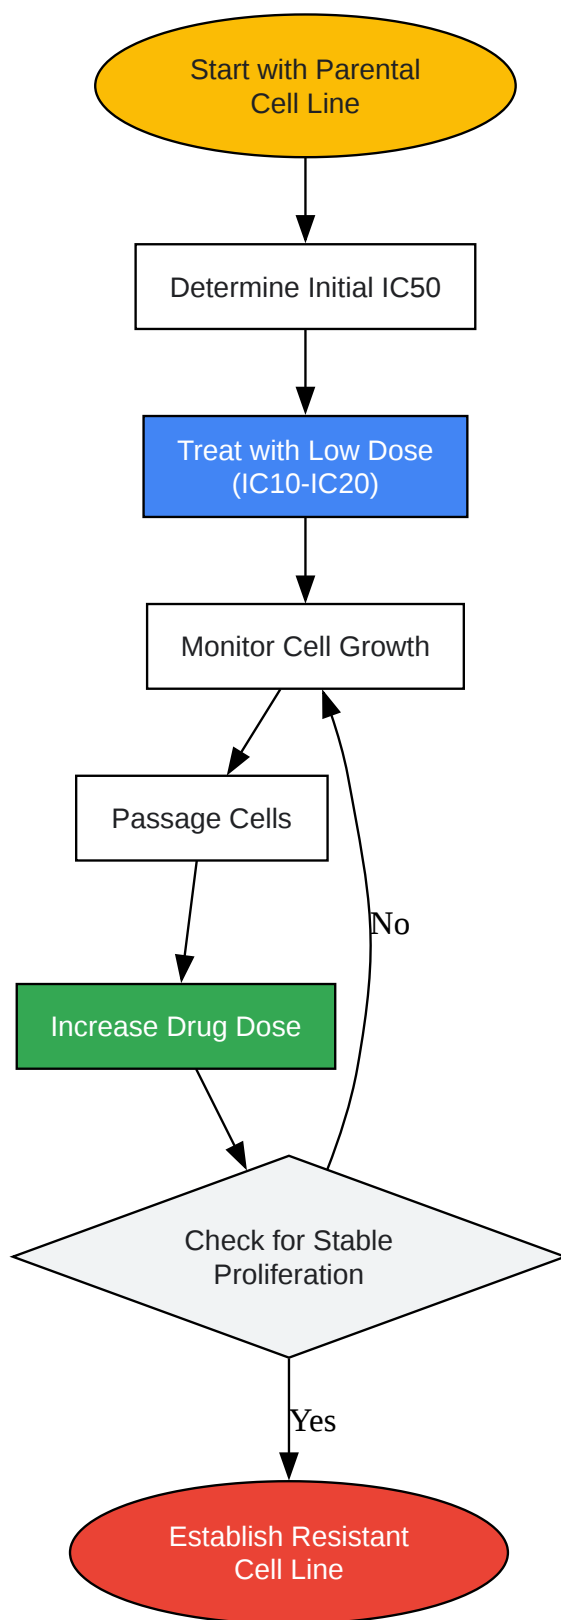 Start with Parental
Cell Line
Determine Initial IC50
Treat with Low Dose
(IC10-IC20)
Monitor Cell Growth
Passage Cells
No
Increase Drug Dose
Check for Stable
Proliferation
Yes
Establish Resistant
Cell Line